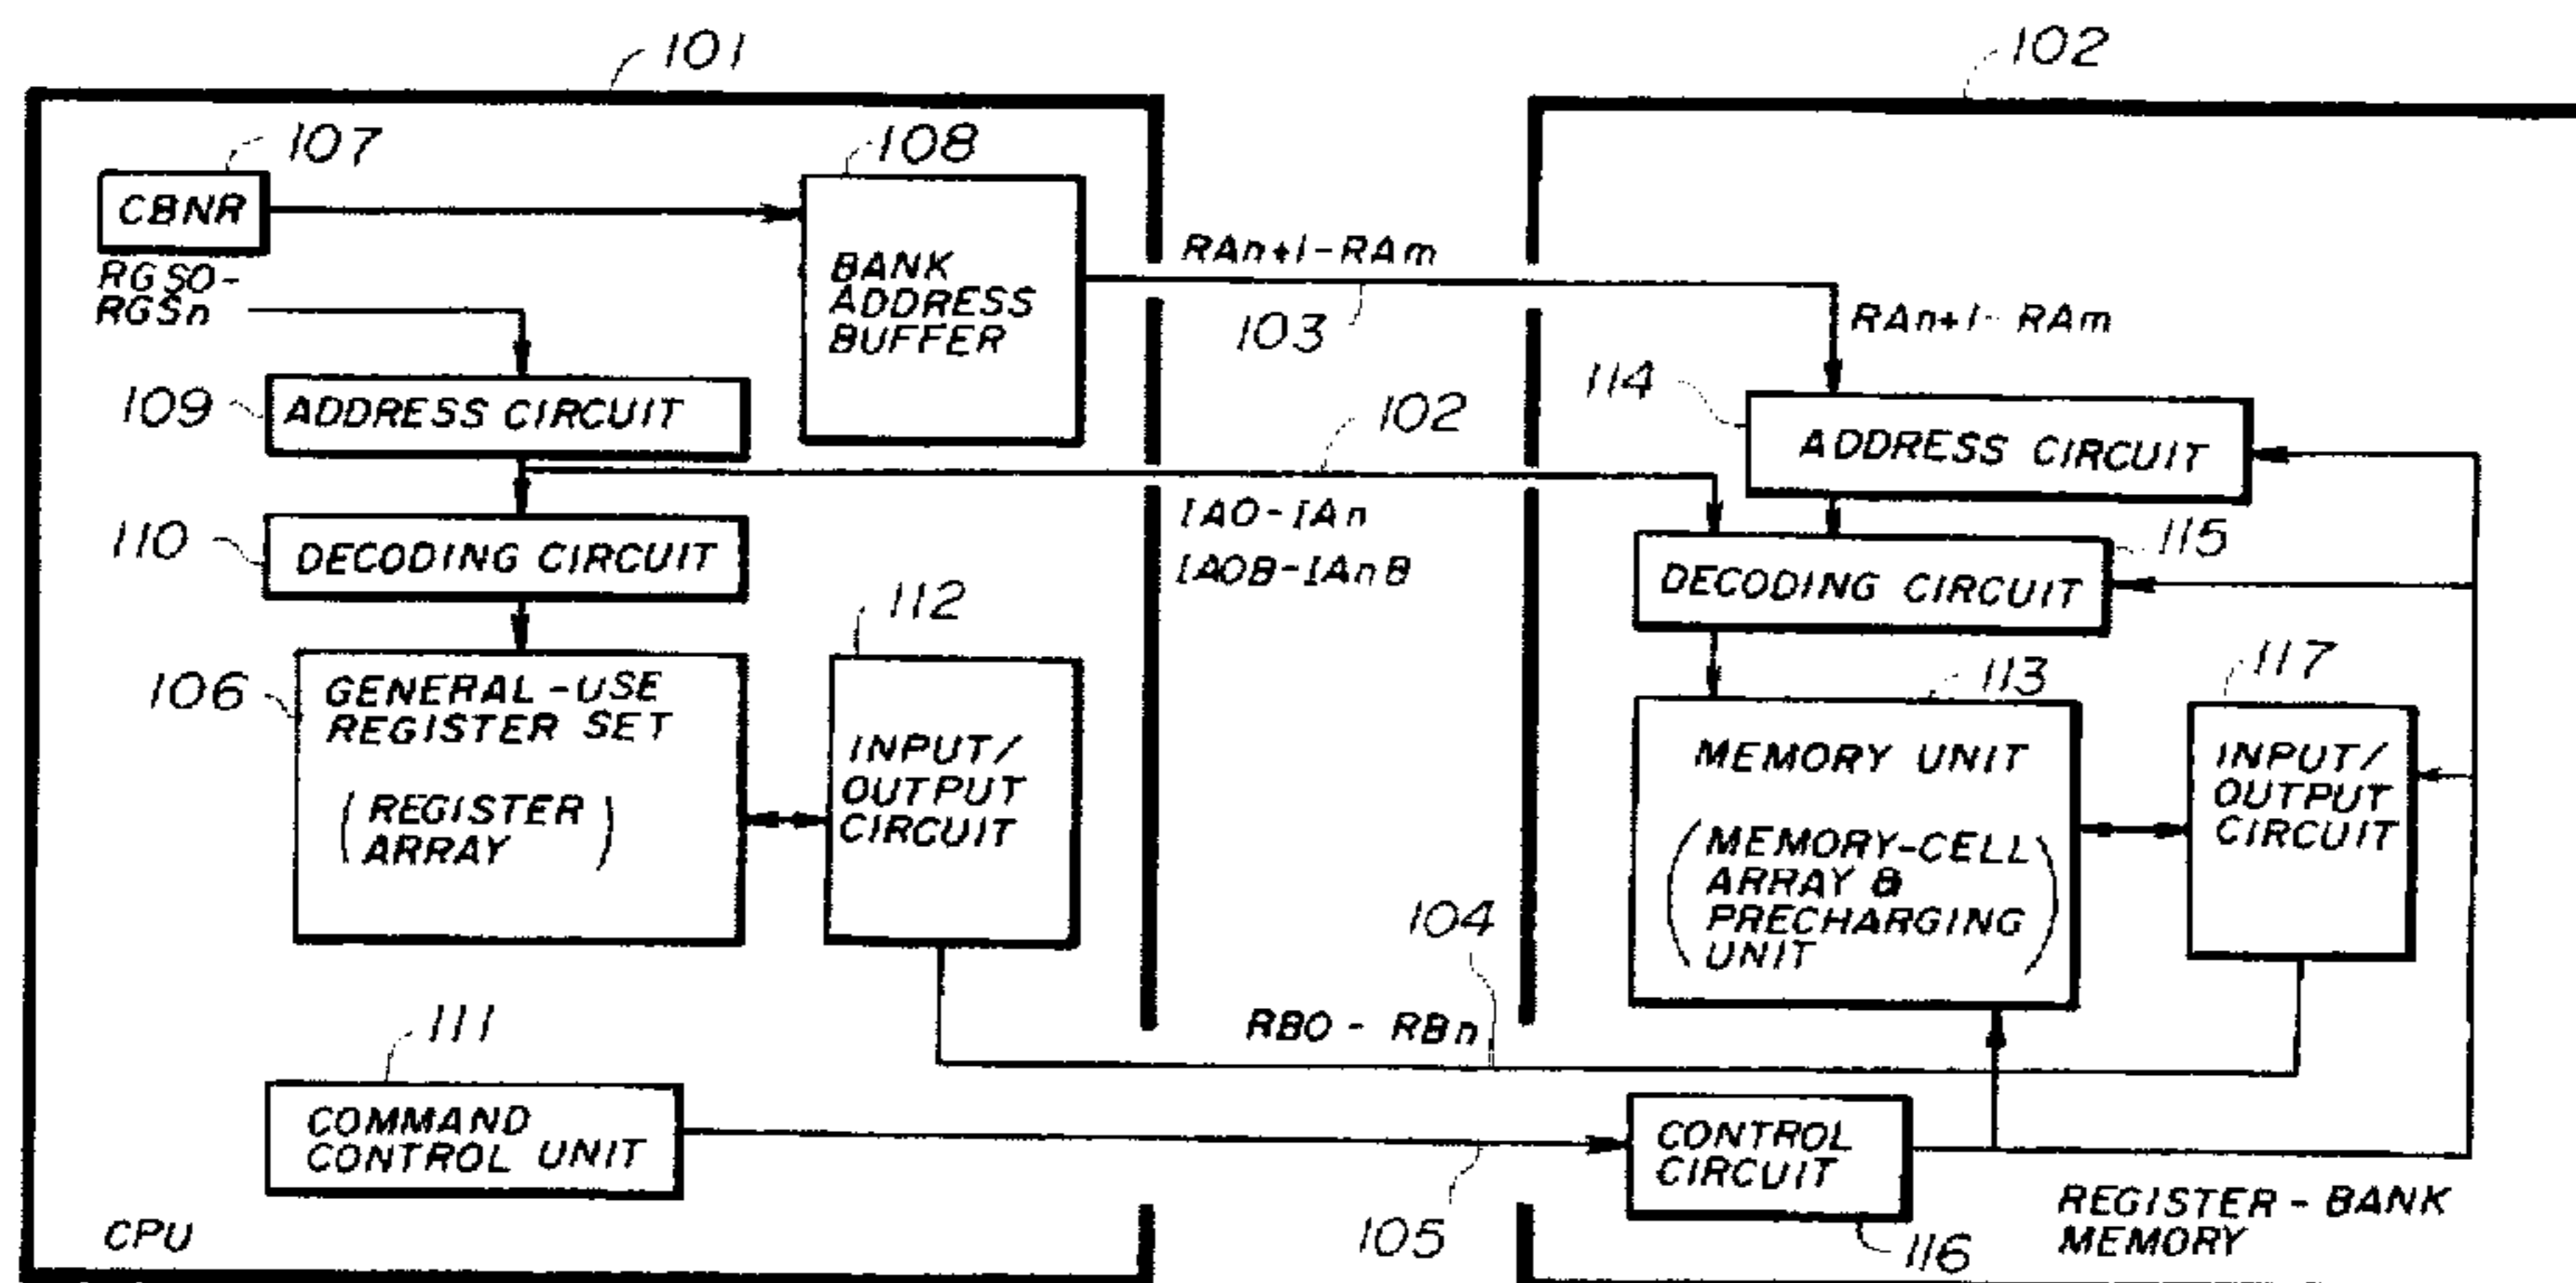 101
102
107
108
CBNR
RGS0-
RGSn
BANK
ADDRESS
BUFFER
RAn+1-RAm
103
RAn+1-RAm
109
ADDRESS CIRCUIT
102
114
ADDRESS CIRCUIT
110
DECODING CIRCUIT
IA0-IAn
IA0B-IAnB
115
DECODING CIRCUIT
112
106
GENERAL-USE
REGISTER SET
(REGISTER
ARRAY)
INPUT/
OUTPUT
CIRCUIT
113
117
MEMORY UNIT
(MEMORY-CELL
ARRAY &
PRECHARGING
UNIT)
INPUT/
OUTPUT
CIRCUIT
104
RB0 - RBn
111
COMMAND
CONTROL UNIT
105
CONTROL
CIRCUIT
116
CPU
REGISTER-BANK
MEMORY